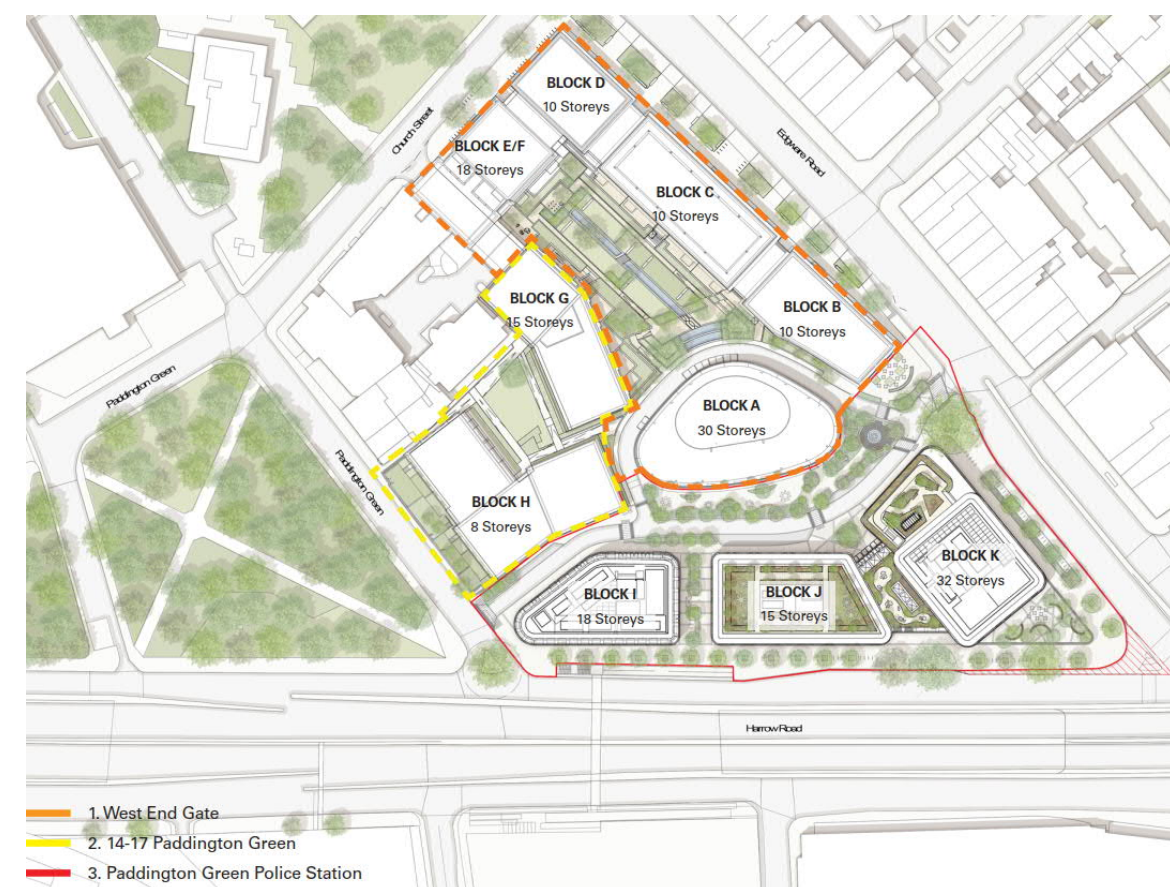 BLOCK D
10 Storeys
Church Street
BLOCK E/F
18 Storeys
Edgware Road
BLOCK C
10 Storeys
BLOCK G
15 Storeys
BLOCK B
10 Storeys
Paddington Green
BLOCK A
30 Storeys
Paddington Green
BLOCK H
8 Storeys
BLOCK K
32 Storeys
BLOCK I
18 Storeys
BLOCK J
15 Storeys
Harrow Road
1. West End Gate
2. 14-17 Paddington Green
3. Paddington Green Police Station